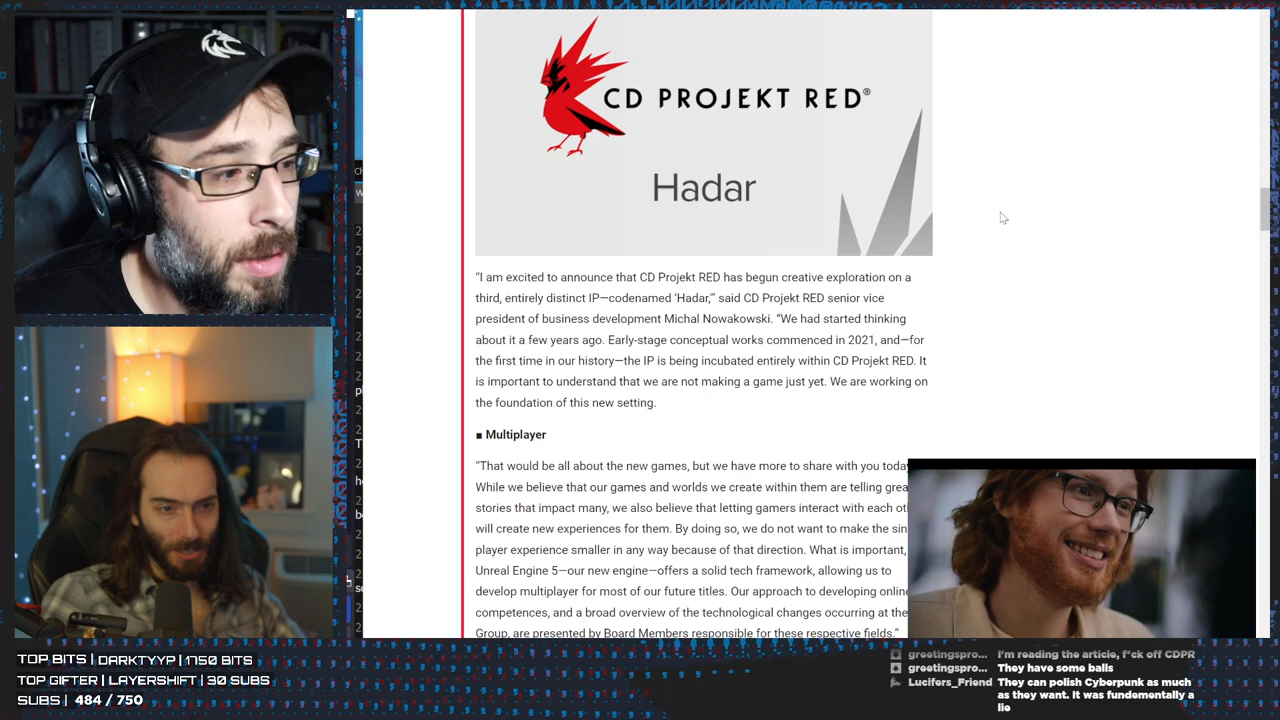 CD PROJEKT RED®
Hadar
“I am excited to announce that CD Projekt RED has begun creative exploration on a
third, entirely distinct IP—codenamed ‘Hadar,’” said CD Projekt RED senior vice
president of business development Michal Nowakowski. “We had started thinking
about it a few years ago. Early-stage conceptual works commenced in 2021, and—for
the first time in our history—the IP is being incubated entirely within CD Projekt RED. It
is important to understand that we are not making a game just yet. We are working on
the foundation of this new setting.
■ Multiplayer
“That would be all about the new games, but we have more to share with you today
While we believe that our games and worlds we create within them are telling grea
stories that impact many, we also believe that letting gamers interact with each ot
will create new experiences for them. By doing so, we do not want to make the sin
player experience smaller in any way because of that direction. What is important,
Unreal Engine 5—our new engine—offers a solid tech framework, allowing us to
develop multiplayer for most of our future titles. Our approach to developing online
competences, and a broad overview of the technological changes occurring at the
Group, are presented by Board Members responsible for these respective fields.”
TOP BITS | DARKTYYP | 1750 BITS
TOP GIFTER | LAYERSHIFT | 30 SUBS
SUBS | 484 / 750
greetingspro... I'm reading the article, f*ck off CDPR
greetingspro... They have some balls
Lucifers_Friend They can polish Cyberpunk as much
as they want. It was fundementally a
lie